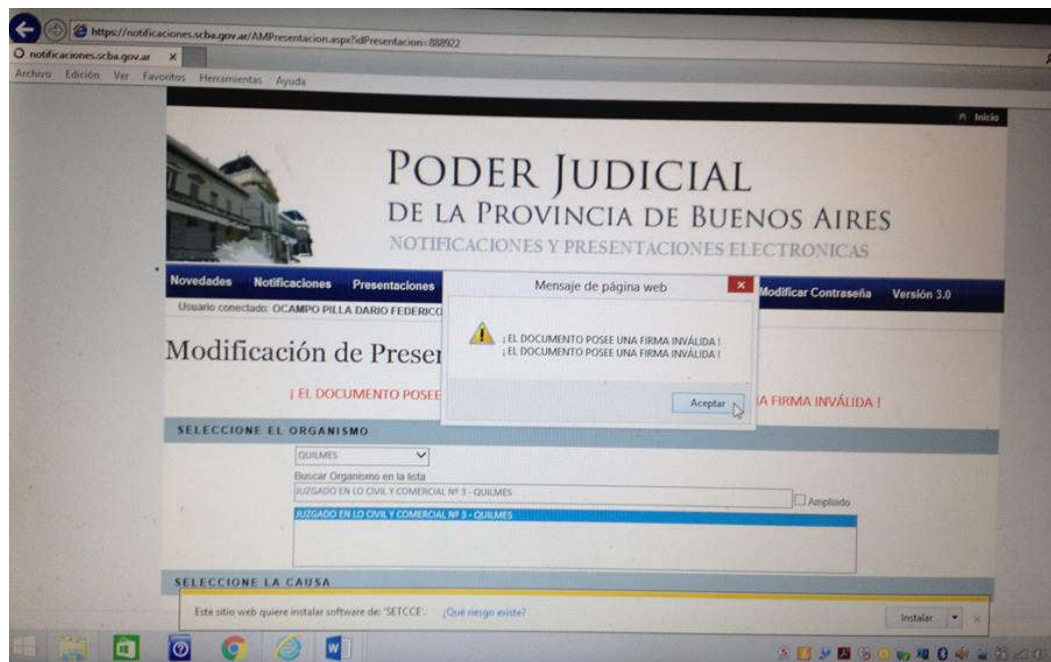 https://notificaciones.scba.gov.ar/AMPresentacion.aspx?idPresentacion=888922
notificaciones.scba.gov.ar
Archivo Edición Ver Favoritos Herramientas Ayuda
Inicio
PODER JUDICIAL
DE LA PROVINCIA DE BUENOS AIRES
NOTIFICACIONES Y PRESENTACIONES ELECTRONICAS
Novedades Notificaciones Presentaciones Modificar Contraseña Versión 3.0
Usuario conectado: OCAMPO PILLA DARIO FEDERICO
Mensaje de página web
¡ EL DOCUMENTO POSEE UNA FIRMA INVÁLIDA !
¡ EL DOCUMENTO POSEE UNA FIRMA INVÁLIDA !
Aceptar
Modificación de Preser
¡ EL DOCUMENTO POSEE A FIRMA INVÁLIDA !
SELECCIONE EL ORGANISMO
QUILMES
Buscar Organismo en la lista
JUZGADO EN LO CIVIL Y COMERCIAL Nº 3 - QUILMES
Ampliado
JUZGADO EN LO CIVIL Y COMERCIAL Nº 3 - QUILMES
SELECCIONE LA CAUSA
Este sitio web quiere instalar software de: 'SETCCE'. ¿Qué riesgo existe?
Instalar